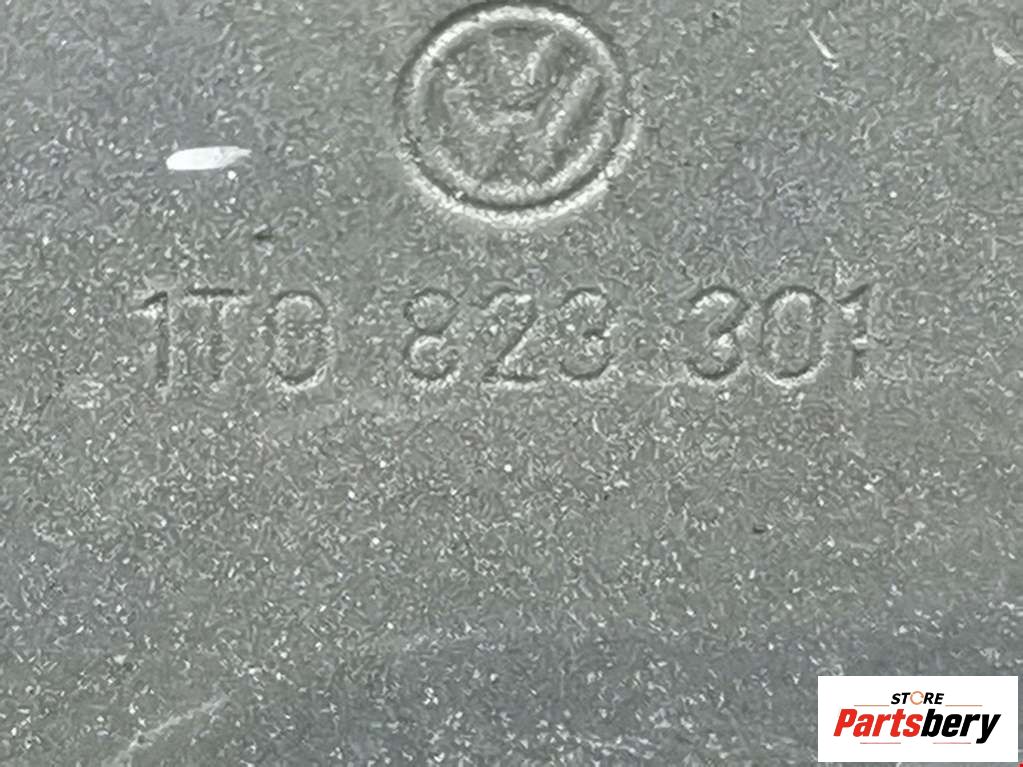 1T0 823 301
STORE
Partsbery